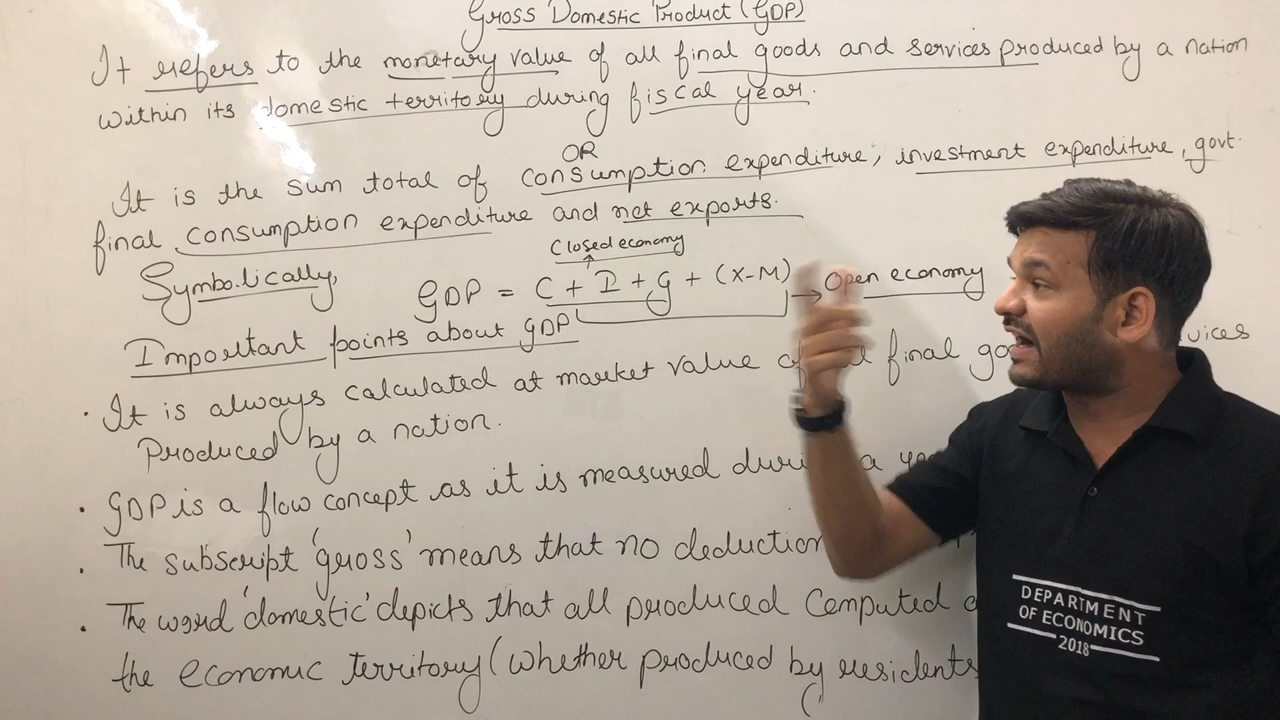 Gross Domestic Product (GDP)
It refers to the monetary value of all final goods and services produced by a nation
within its domestic territory during fiscal year.
OR
It is the sum total of consumption expenditure, investment expenditure, govt.
final consumption expenditure and net exports.
Closed economy
Symbolically, GDP = C + I + G + (X-M) → Open economy
Important points about GDP
· It is always calculated at market value of all final
Produced by a nation.
· GDP is a flow concept as it is measured during a
· The subscript 'gross' means that no deduction
· The word 'domestic' depicts that all produced Computed
the economic territory (whether produced by residents
(
DEPARTMENT
OF ECONOMICS
2018